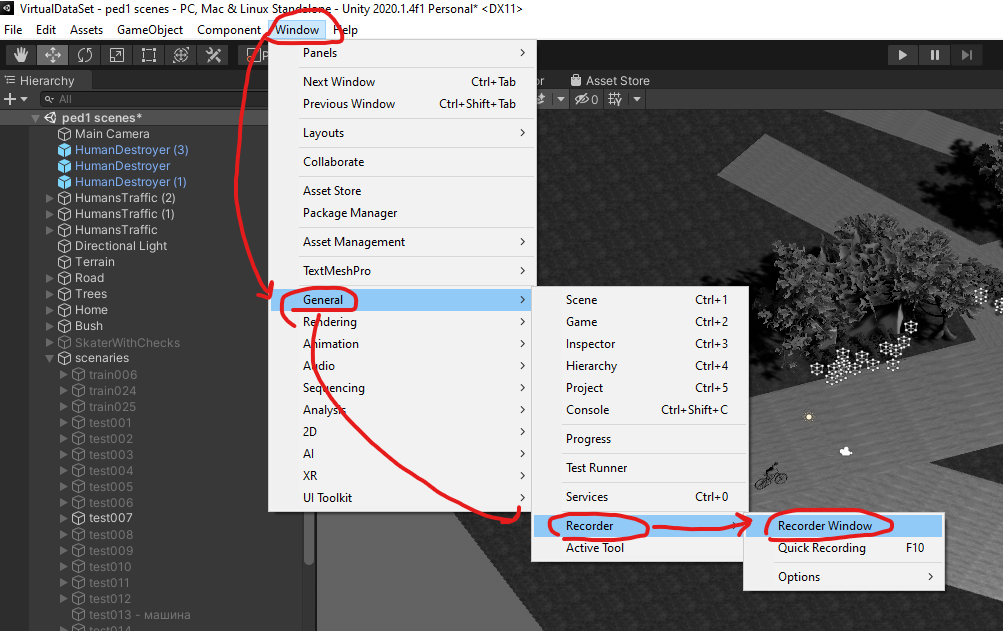 VirtualDataSet - ped1 scenes - PC, Mac & Linux Standalone - Unity 2020.1.4f1 Personal* <DX11>
File Edit Assets GameObject Component Window Help
Hierarchy
All
Asset Store
0
ped1 scenes*
Main Camera
HumanDestroyer (3)
HumanDestroyer
HumanDestroyer (1)
HumansTraffic (2)
HumansTraffic (1)
HumansTraffic
Directional Light
Terrain
Road
Trees
Home
Bush
SkaterWithChecks
scenaries
train006
train024
train025
test001
test002
test003
test004
test005
test006
test007
test008
test009
test010
test011
test012
test013 - машина
test014
Panels
Next Window Ctrl+Tab
Previous Window Ctrl+Shift+Tab
Layouts
Collaborate
Asset Store
Package Manager
Asset Management
TextMeshPro
General
Rendering
Animation
Audio
Sequencing
Analysis
2D
AI
XR
UI Toolkit
Scene Ctrl+1
Game Ctrl+2
Inspector Ctrl+3
Hierarchy Ctrl+4
Project Ctrl+5
Console Ctrl+Shift+C
Progress
Test Runner
Services Ctrl+0
Recorder
Active Tool
Recorder Window
Quick Recording F10
Options